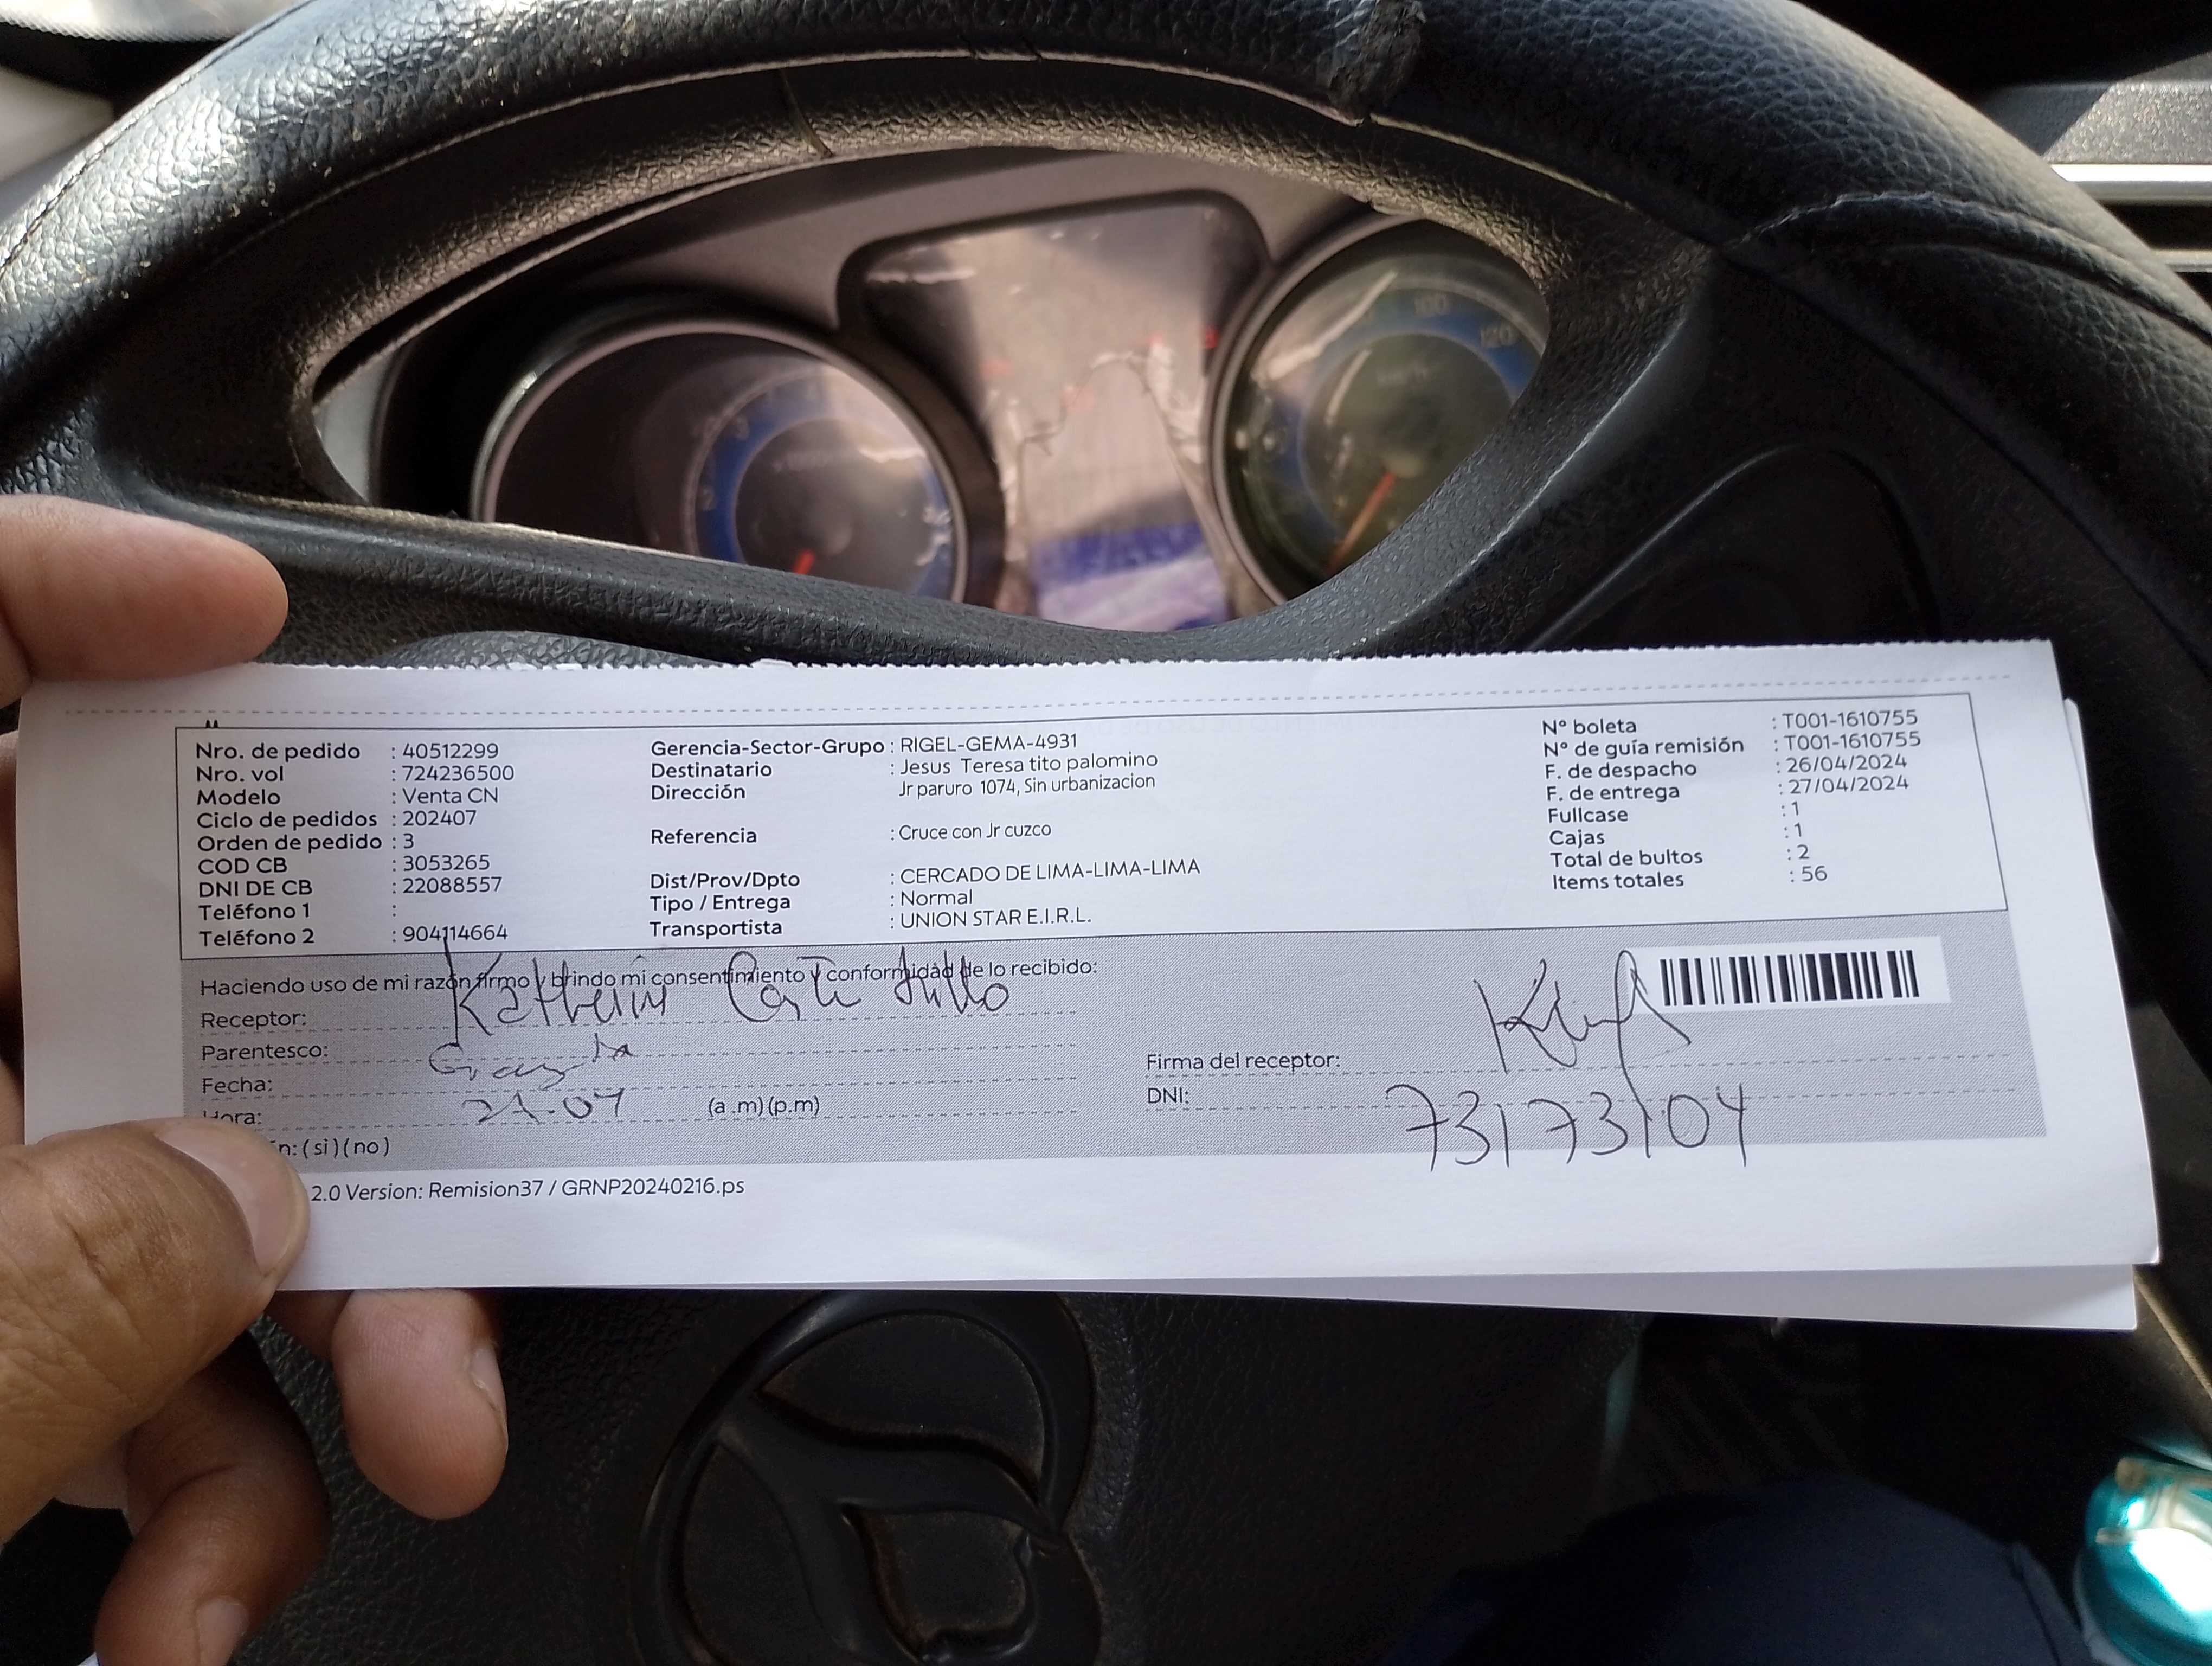 Nro. de pedido : 40512299
Nro. vol : 724236500
Modelo : Venta CN
Ciclo de pedidos : 202407
Orden de pedido : 3
COD CB : 3053265
DNI DE CB : 22088557
Teléfono 1 :
Teléfono 2 : 904114664
Gerencia-Sector-Grupo : RIGEL-GEMA-4931
Destinatario : Jesus Teresa tito palomino
Dirección Jr paruro 1074, Sin urbanizacion
Referencia : Cruce con Jr cuzco
Dist/Prov/Dpto : CERCADO DE LIMA-LIMA-LIMA
Tipo / Entrega : Normal
Transportista : UNION STAR E.I.R.L.
N° boleta : T001-1610755
N° de guía remisión : T001-1610755
F. de despacho : 26/04/2024
F. de entrega : 27/04/2024
Fullcase : 1
Cajas : 1
Total de bultos : 2
Items totales : 56
Haciendo uso de mi razón firmo y brindo mi consentimiento y conformidad de lo recibido:
Receptor:
Parentesco:
Fecha:
Hora: (a .m) (p.m)
n: ( si ) ( no )
Firma del receptor:
DNI: 73173104
2.0 Version: Remision37 / GRNP20240216.ps
100
120